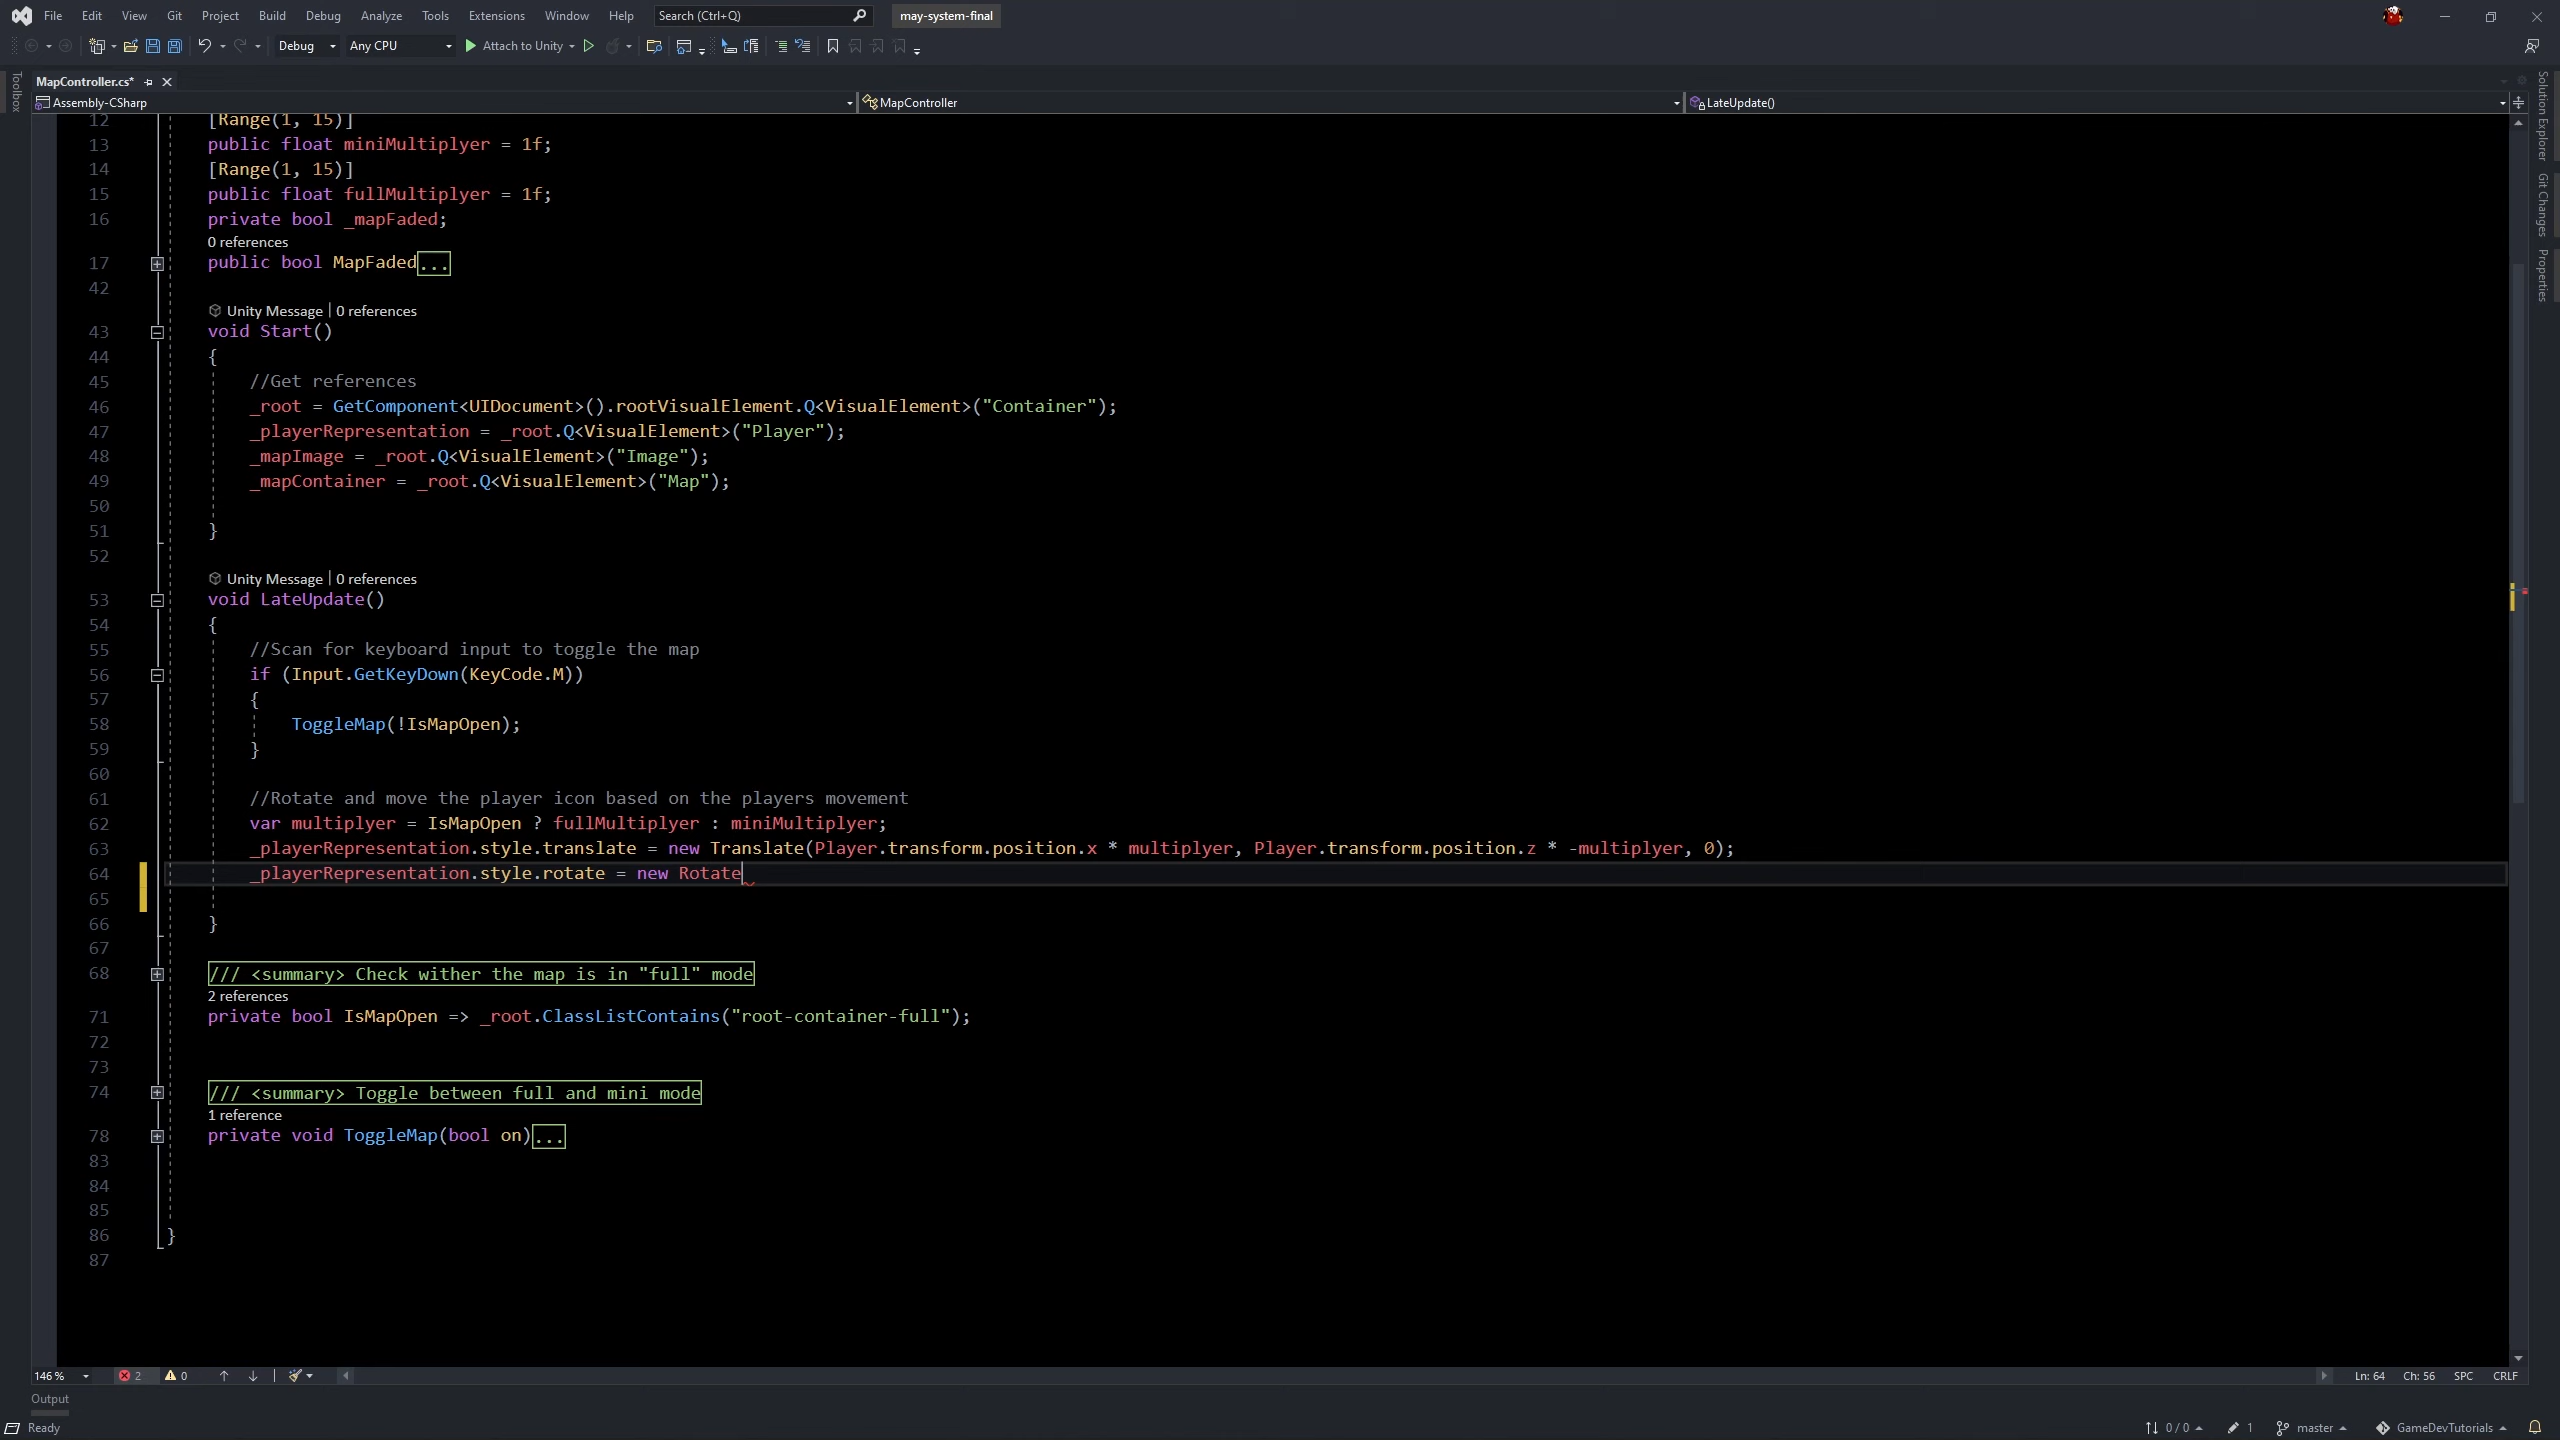 File Edit View Git Project Build Debug Analyze Tools Extensions Window Help Search (Ctrl+Q) may-system-final
Debug Any CPU Attach to Unity
MapController.cs*
Assembly-CSharp MapController LateUpdate()
Toolbox
Solution Explorer
Git Changes
Properties
12 [Range(1, 15)]
13 public float miniMultiplyer = 1f;
14 [Range(1, 15)]
15 public float fullMultiplyer = 1f;
16 private bool _mapFaded;
0 references
17 public bool MapFaded...
42
Unity Message | 0 references
43 void Start()
44 {
45 //Get references
46 _root = GetComponent<UIDocument>().rootVisualElement.Q<VisualElement>("Container");
47 _playerRepresentation = _root.Q<VisualElement>("Player");
48 _mapImage = _root.Q<VisualElement>("Image");
49 _mapContainer = _root.Q<VisualElement>("Map");
50
51 }
52
Unity Message | 0 references
53 void LateUpdate()
54 {
55 //Scan for keyboard input to toggle the map
56 if (Input.GetKeyDown(KeyCode.M))
57 {
58 ToggleMap(!IsMapOpen);
59 }
60
61 //Rotate and move the player icon based on the players movement
62 var multiplyer = IsMapOpen ? fullMultiplyer : miniMultiplyer;
63 _playerRepresentation.style.translate = new Translate(Player.transform.position.x * multiplyer, Player.transform.position.z * -multiplyer, 0);
64 _playerRepresentation.style.rotate = new Rotate
65
66 }
67
68 /// <summary> Check wither the map is in "full" mode
2 references
71 private bool IsMapOpen => _root.ClassListContains("root-container-full");
72
73
74 /// <summary> Toggle between full and mini mode
1 reference
78 private void ToggleMap(bool on)...
83
84
85
86 }
87
146 % 2 0 Ln: 64 Ch: 56 SPC CRLF
Output
Ready 0 / 0 1 master GameDevTutorials